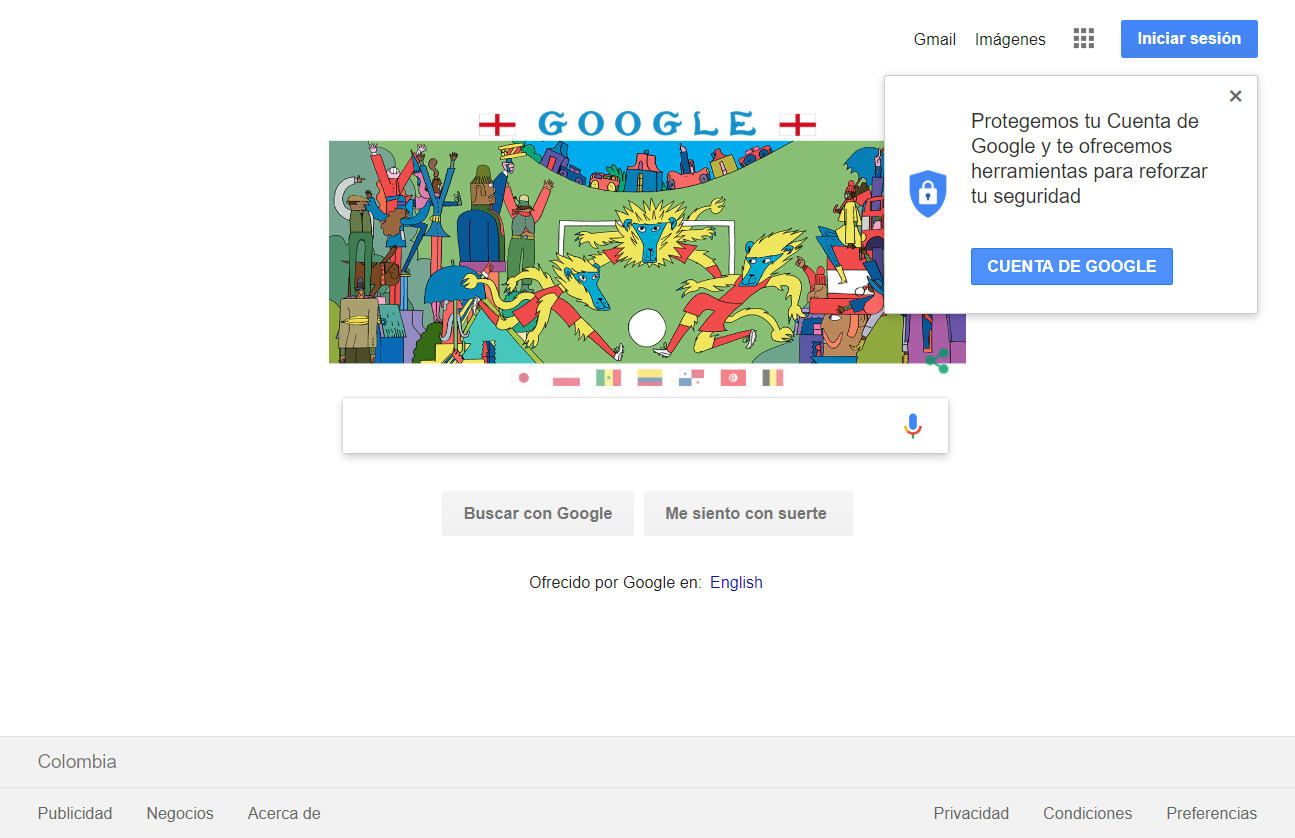 Gmail Imágenes Iniciar sesión
GOOGLE
Protegemos tu Cuenta de
Google y te ofrecemos
herramientas para reforzar
tu seguridad
CUENTA DE GOOGLE
Buscar con Google Me siento con suerte
Ofrecido por Google en: English
Colombia
Publicidad Negocios Acerca de Privacidad Condiciones Preferencias